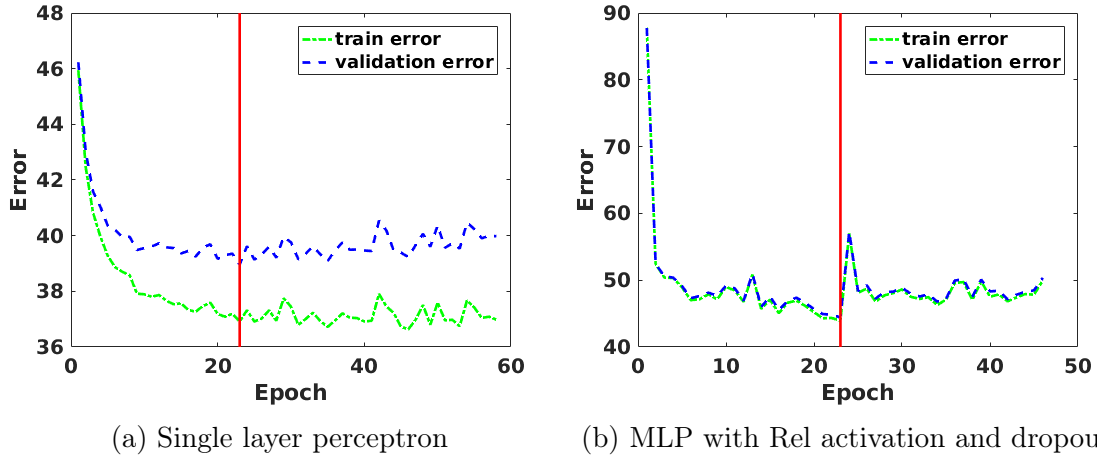 48
46
44
42
40
38
36
0
20
40
60
Error
Epoch
train error
validation error
(a) Single layer perceptron
90
80
70
60
50
40
0
10
20
30
40
50
Error
Epoch
train error
validation error
(b) MLP with Rel activation and dropou